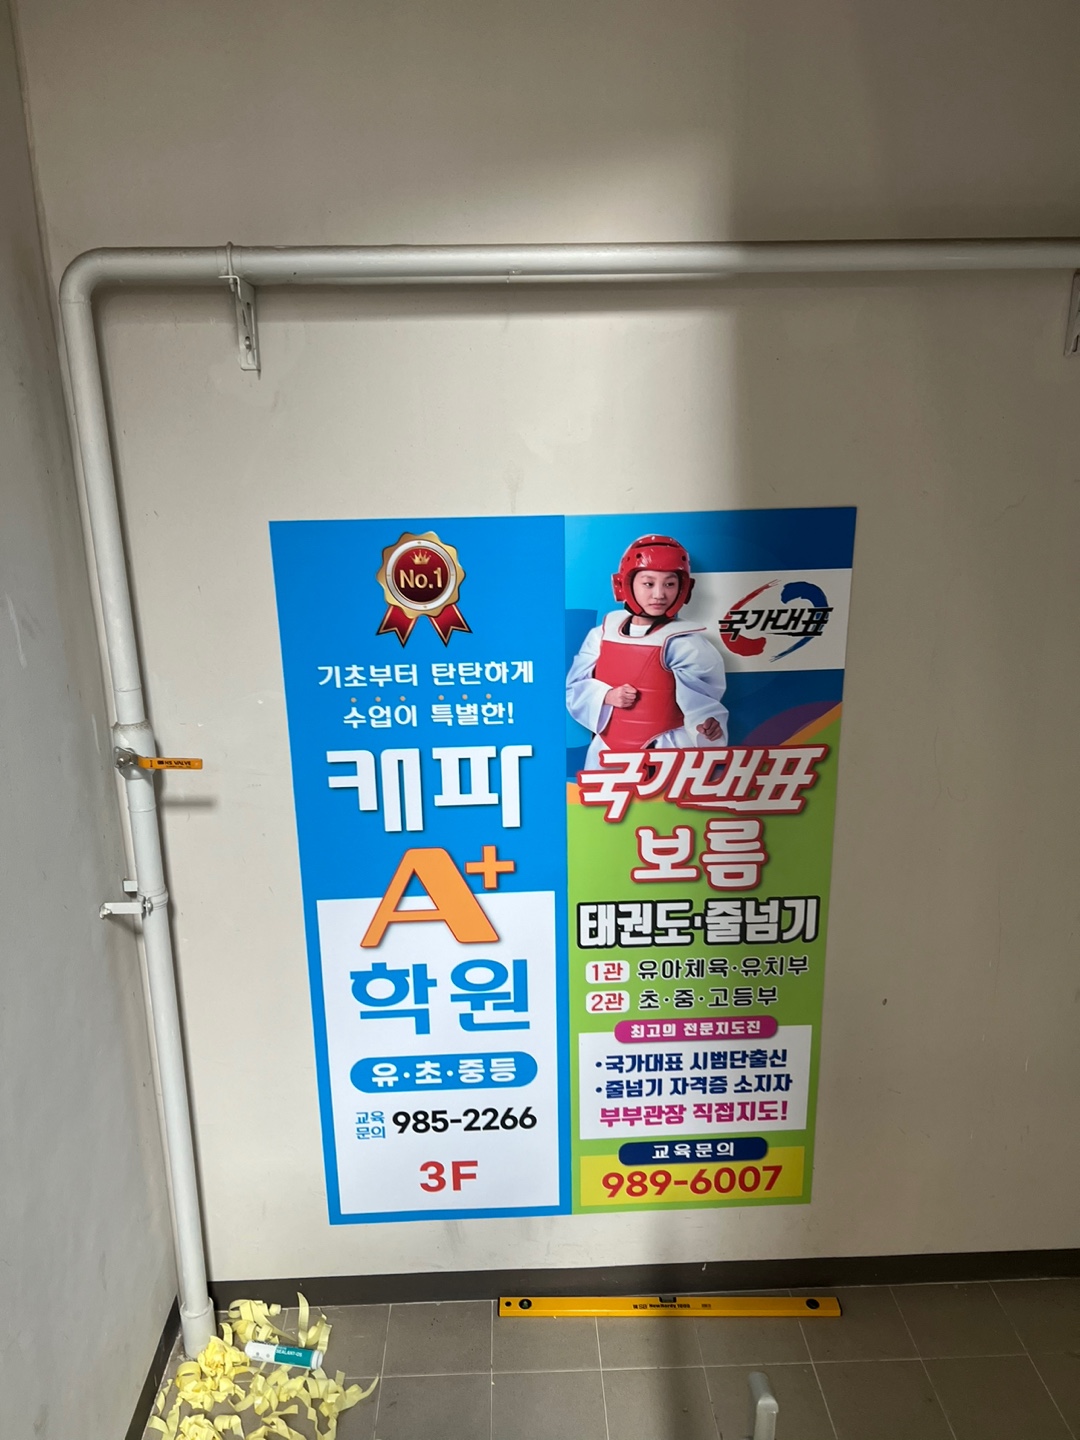 No.1
기초부터 탄탄하게
수업이 특별한!
캐파
A+
학원
유·초·중등
교육
문의
985-2266
3F
국가대표
국가대표
보름
태권도·줄넘기
1관 유아체육·유치부
2관 초·중·고등부
최고의 전문지도진
·국가대표 시범단출신
·줄넘기 자격증 소지자
부부관장 직접지도!
교육문의
989-6007